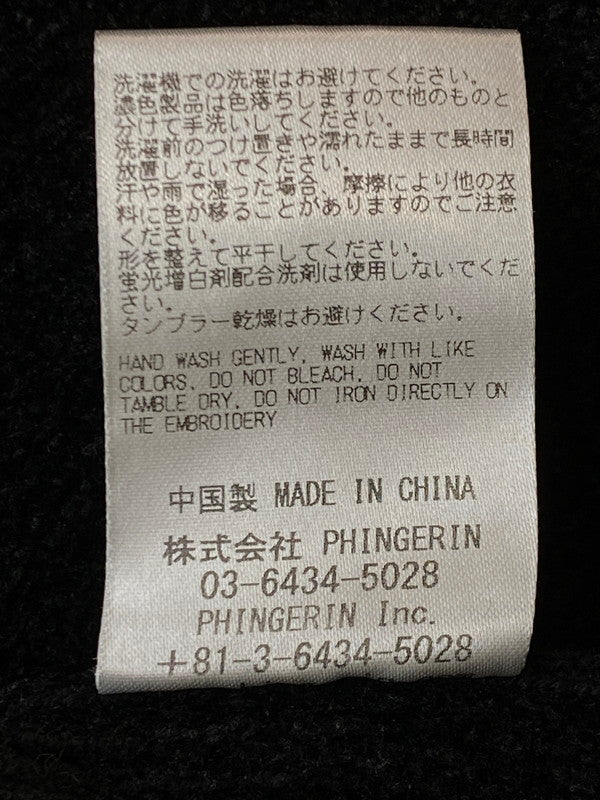 洗濯機での洗濯はお避けてください。
濃色製品は色落ちしますので他のものと
分けて手洗いしてください。
洗濯前のつけ置きや濡れたままで長時間
放置しないでください。
汗や雨で湿った場合、摩擦により他の衣
料に色が移ることがありますのでご注意
ください。
形を整えて平干してください。
蛍光増白剤配合洗剤は使用しないでくだ
さい。
タンブラー乾燥はお避けください。
HAND WASH GENTLY, WASH WITH LIKE
COLORS, DO NOT BLEACH, DO NOT
TAMBLE DRY, DO NOT IRON DIRECTLY ON
THE EMBROIDERY
中国製 MADE IN CHINA
株式会社 PHINGERIN
03-6434-5028
PHINGERIN Inc.
+81-3-6434-5028